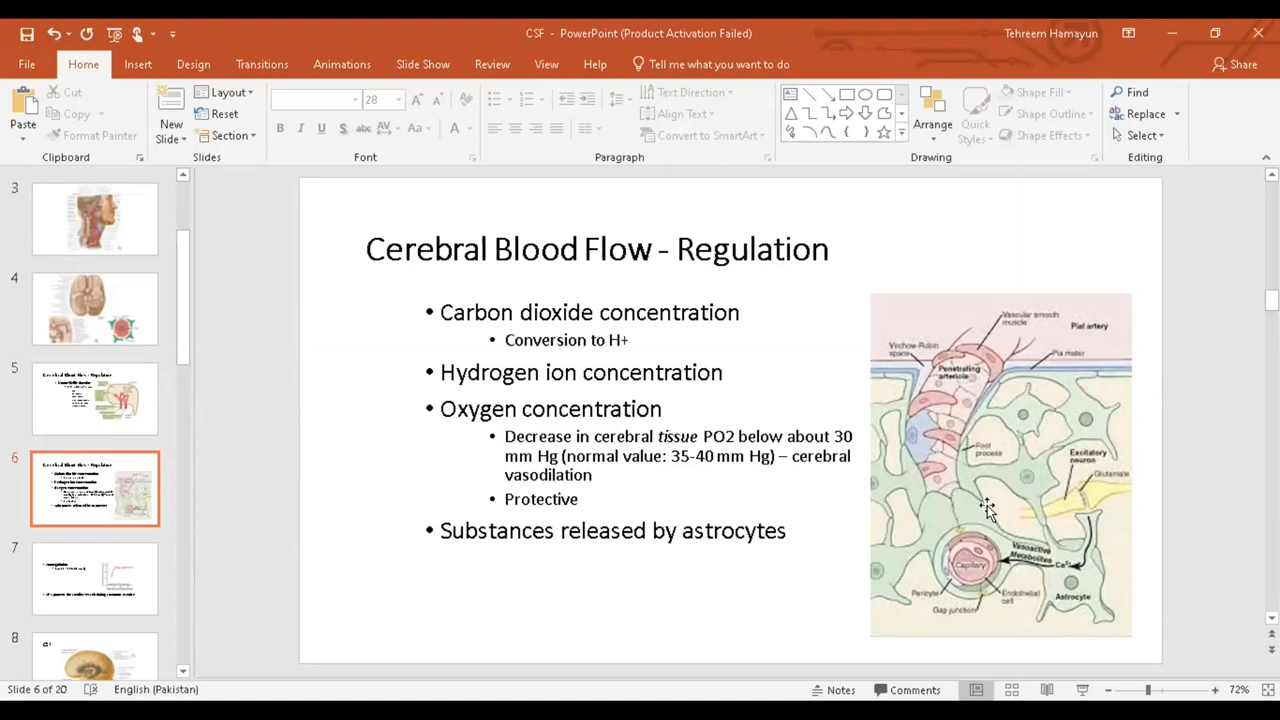 CSF - PowerPoint (Product Activation Failed)
Tehreem Hamayun
File Home Insert Design Transitions Animations Slide Show Review View Help Tell me what you want to do Share
Paste
Cut
Copy
Format Painter
Clipboard
New Slide
Layout
Reset
Section
Slides
28
Font
Text Direction
Align Text
Convert to SmartArt
Paragraph
Arrange
Quick Styles
Shape Fill
Shape Outline
Shape Effects
Drawing
Find
Replace
Select
Editing
3
4
5
6
7
8
Cerebral Blood Flow - Regulation
• Carbon dioxide concentration
• Conversion to H+
• Hydrogen ion concentration
• Oxygen concentration
• Decrease in cerebral tissue PO2 below about 30
mm Hg (normal value: 35-40 mm Hg) – cerebral
vasodilation
• Protective
• Substances released by astrocytes
Vascular smooth
muscle
Pial artery
Virchow-Robin
space
Pia mater
Penetrating
arteriole
Foot
process
Excitatory
neuron
Glutamate
Vasoactive
Metabolites
Ca2+
Capillary
Pericyte
Endothelial
cell
Gap junction
Astrocyte
Slide 6 of 20 English (Pakistan) Notes Comments 72%